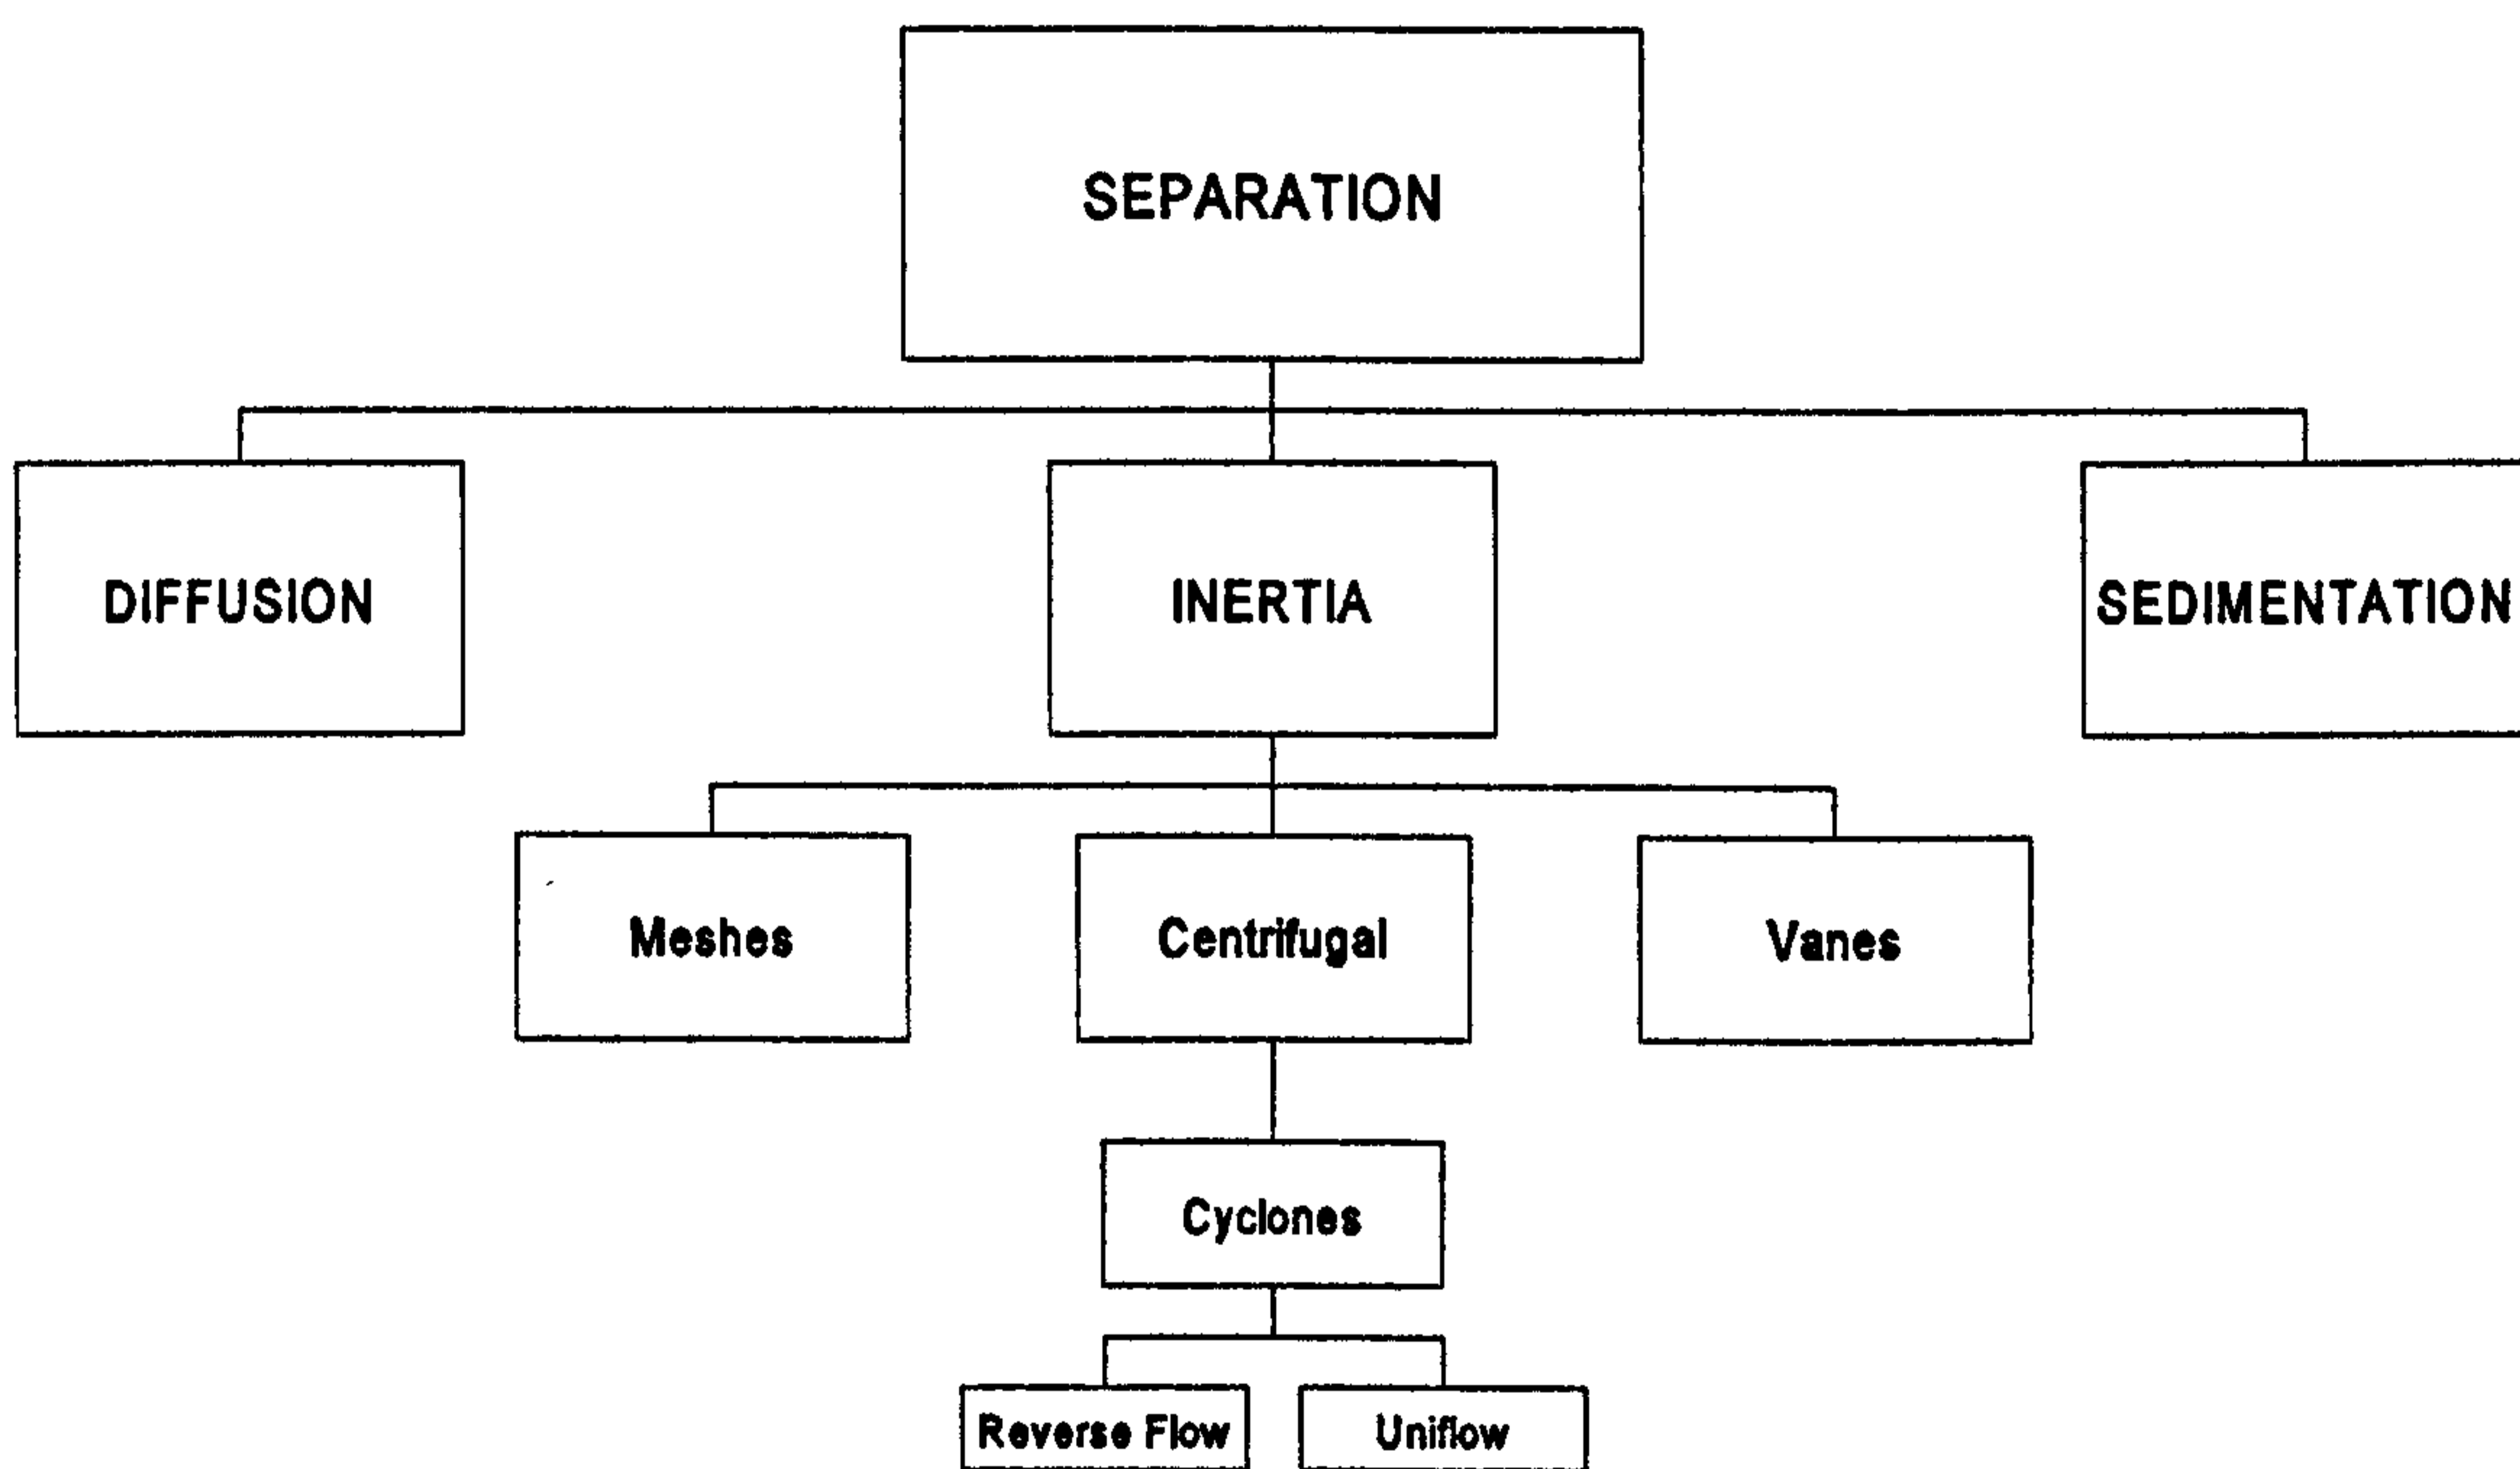 SEPARATION
DIFFUSION
INERTIA
SEDIMENTATION
Meshes
Centrifugal
Vanes
Cyclones
Reverse Flow
Uniflow